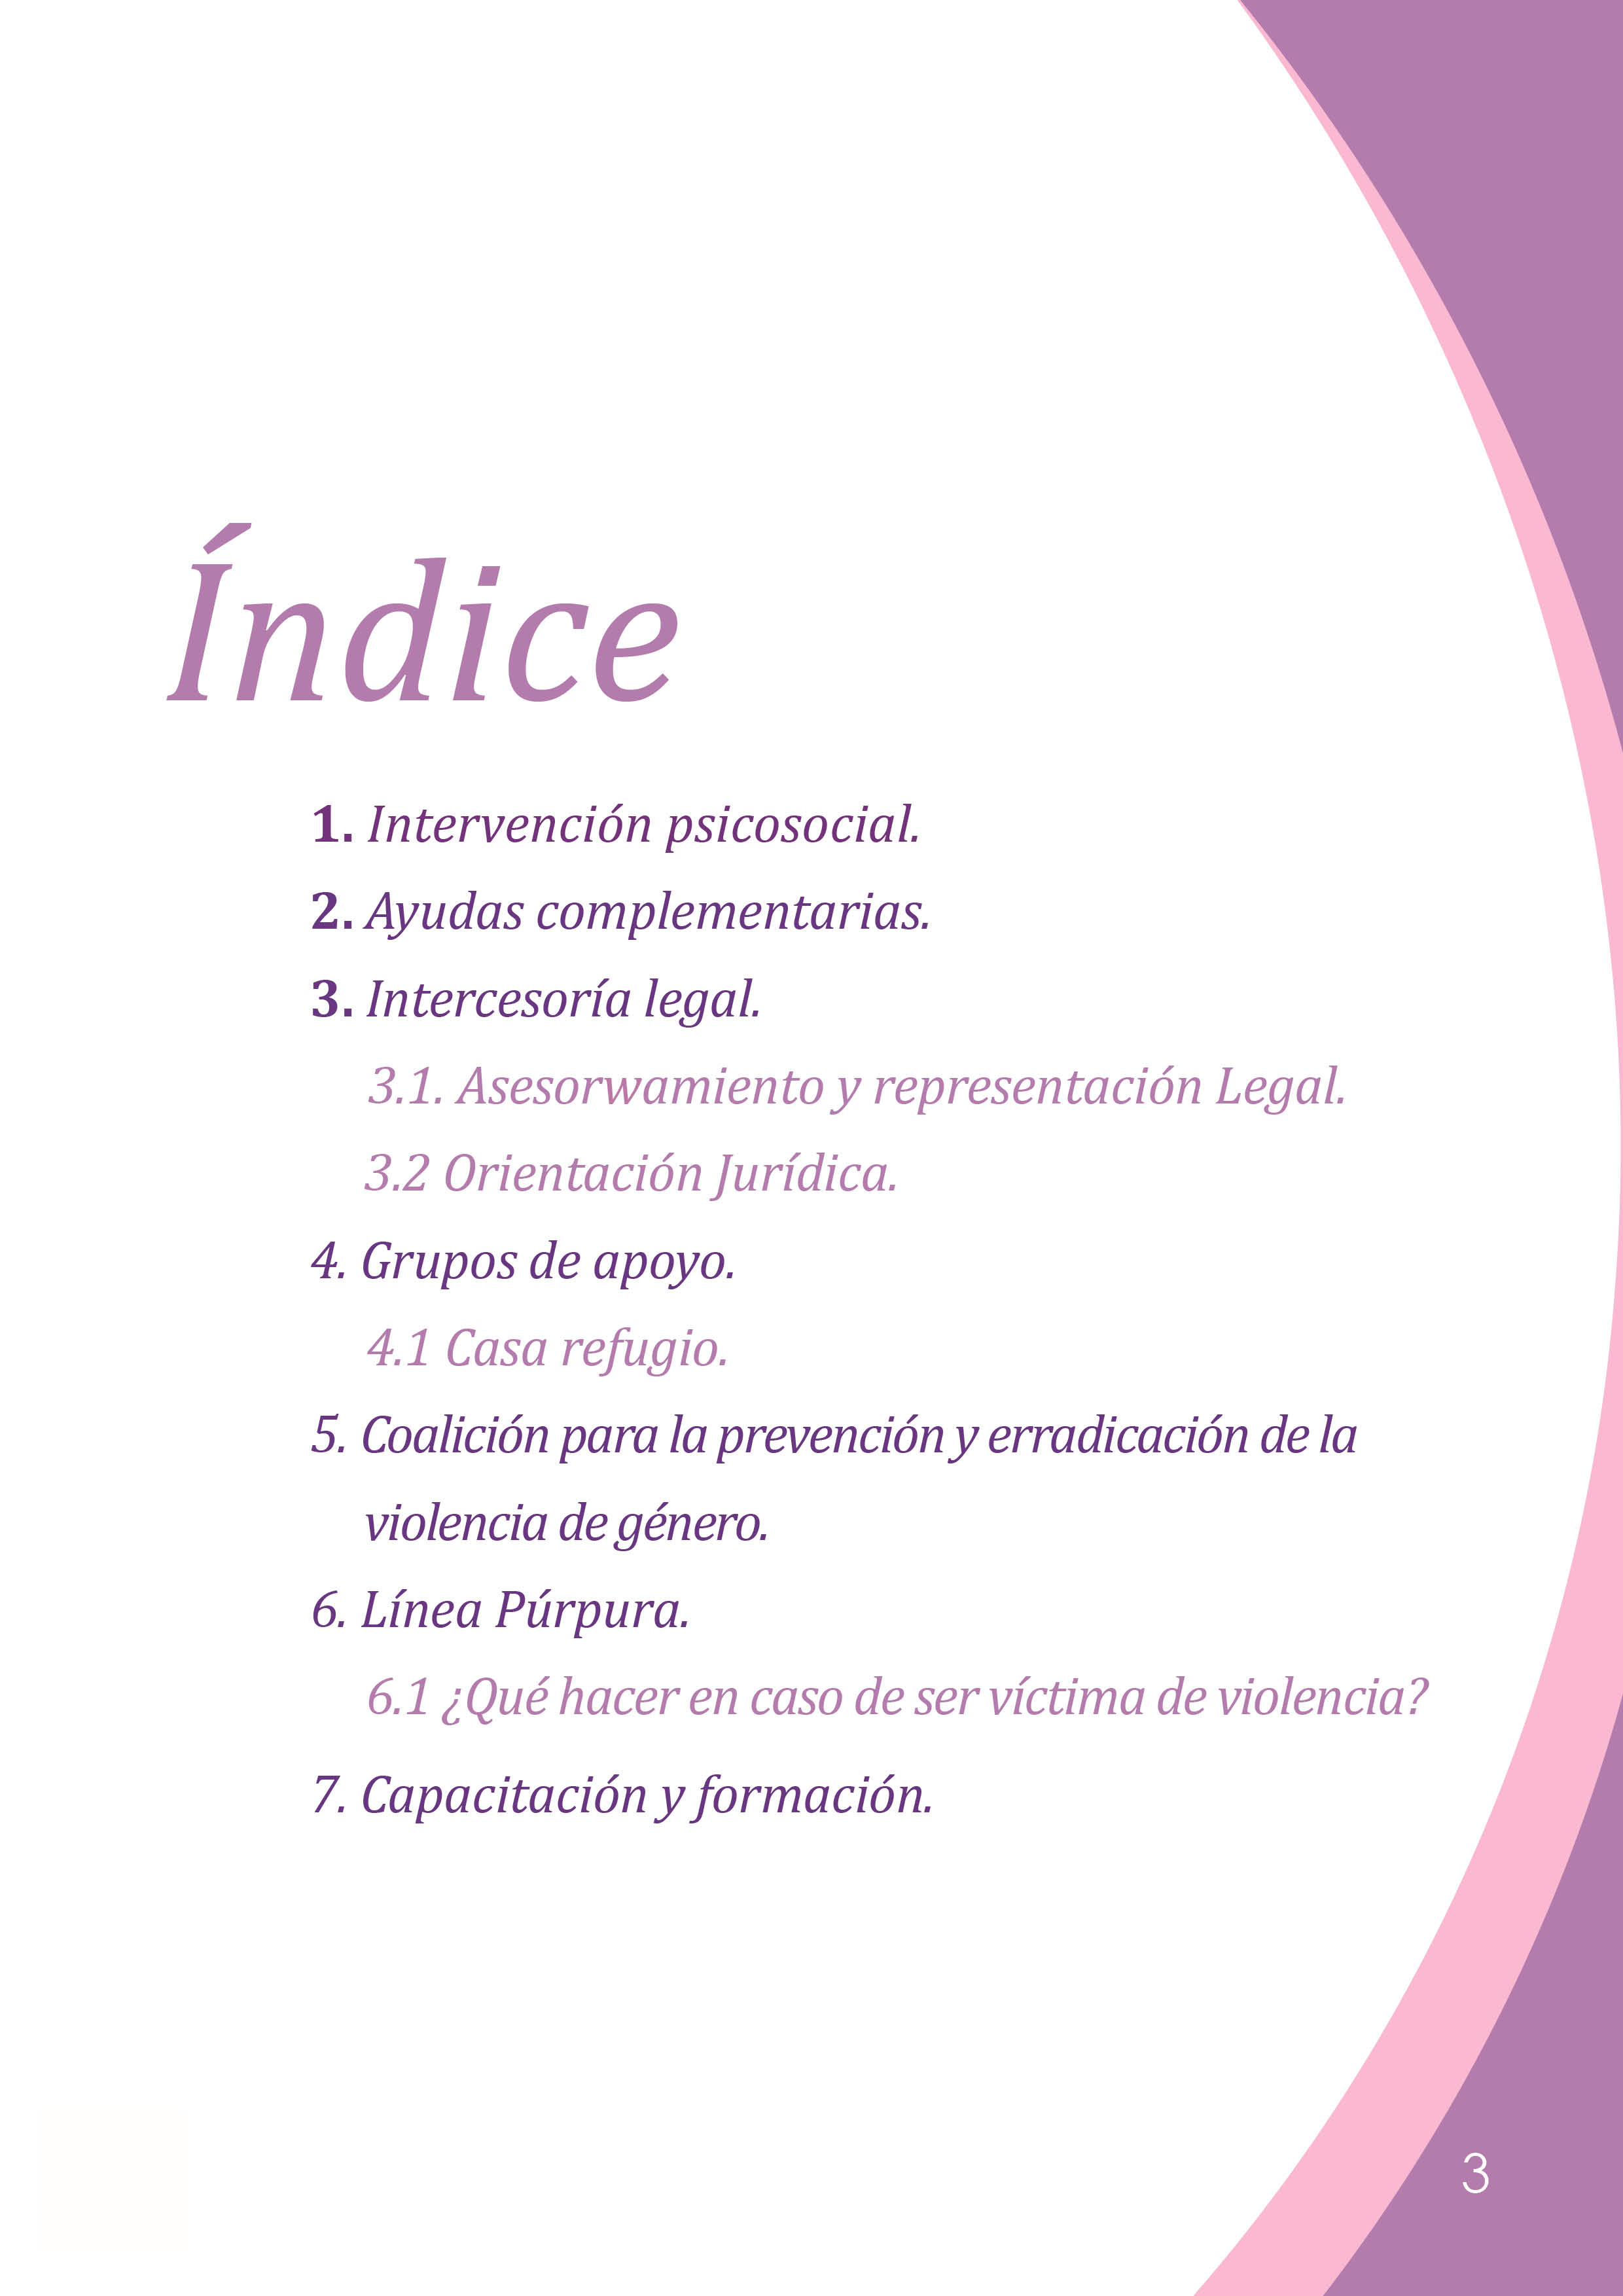 Índice
1. Intervención psicosocial.
2. Ayudas complementarias.
3. Intercesoría legal.
3.1. Asesorwamiento y representación Legal.
3.2 Orientación Jurídica.
4. Grupos de apoyo.
4.1 Casa refugio.
5. Coalición para la prevención y erradicación de la
violencia de género.
6. Línea Púrpura.
6.1 ¿Qué hacer en caso de ser víctima de violencia?
7. Capacitación y formación.
3